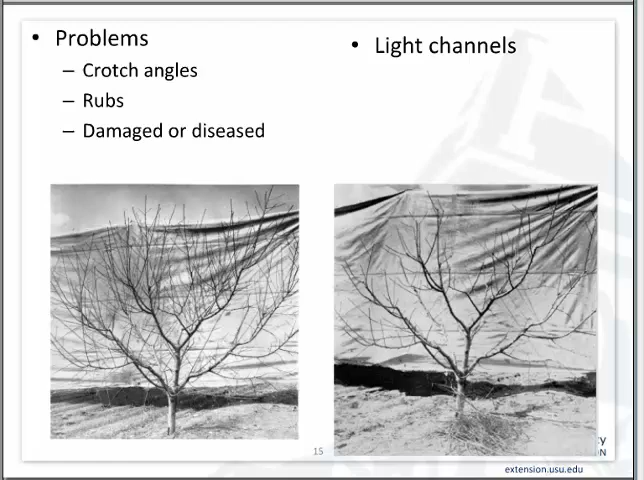 • Problems
– Crotch angles
– Rubs
– Damaged or diseased
• Light channels
15
extension.usu.edu